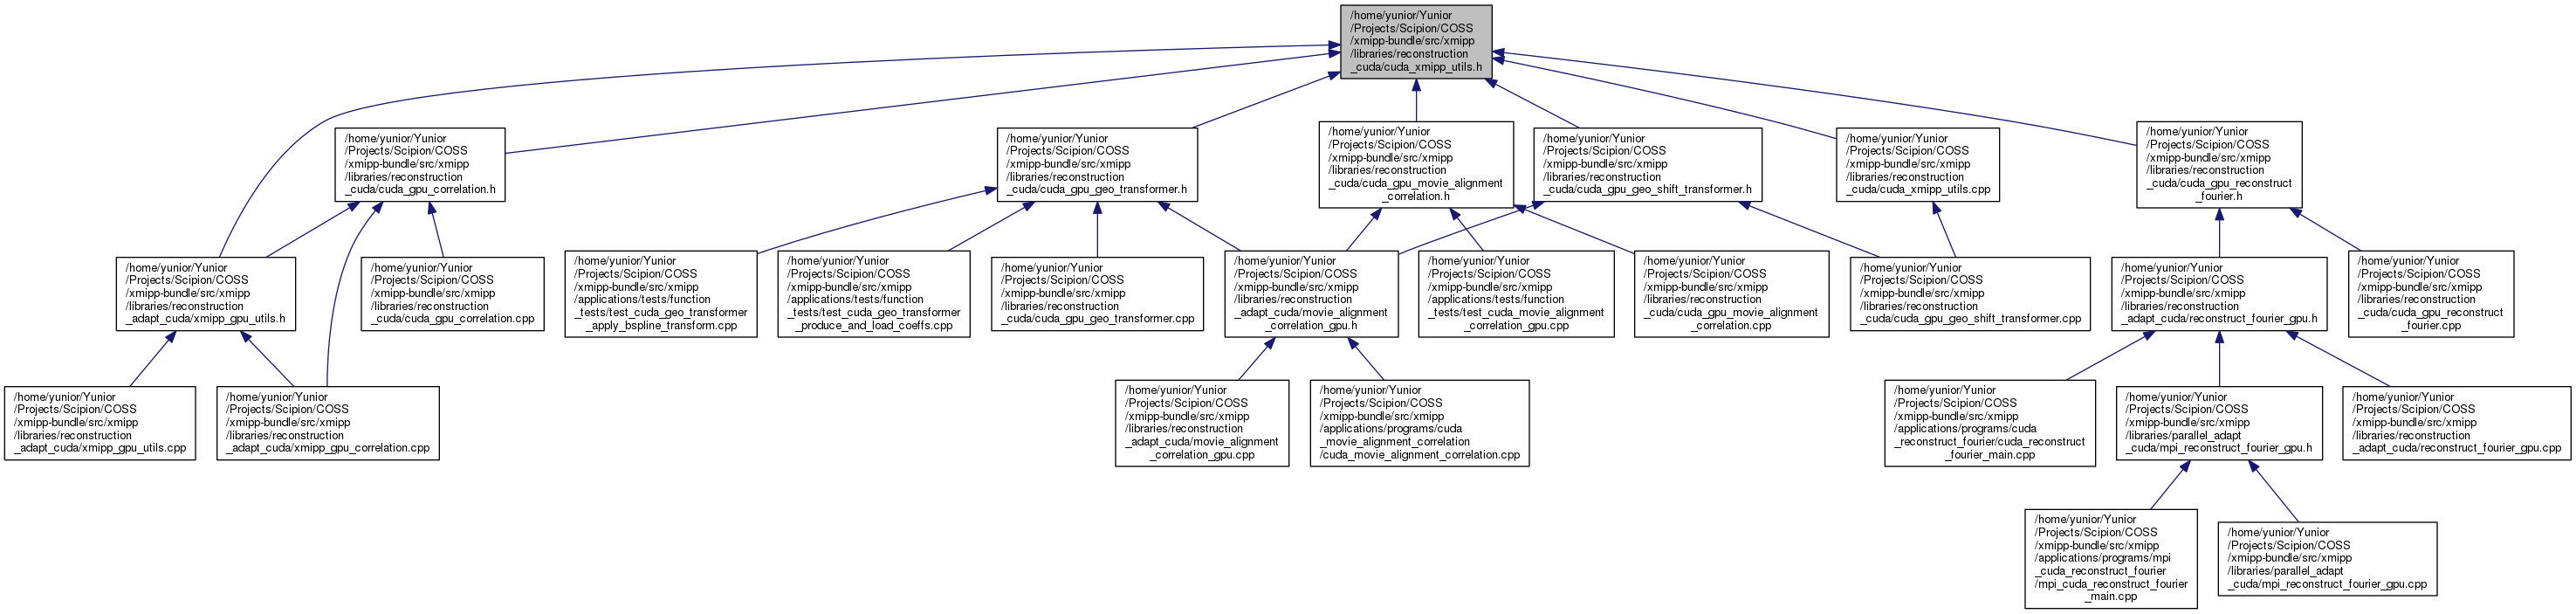 /home/yunior/Yunior
/Projects/Scipion/COSS
/xmipp-bundle/src/xmipp
/libraries/reconstruction
_cuda/cuda_xmipp_utils.h
/home/yunior/Yunior
/Projects/Scipion/COSS
/xmipp-bundle/src/xmipp
/libraries/reconstruction
_cuda/cuda_gpu_correlation.h
/home/yunior/Yunior
/Projects/Scipion/COSS
/xmipp-bundle/src/xmipp
/libraries/reconstruction
_cuda/cuda_gpu_geo_transformer.h
/home/yunior/Yunior
/Projects/Scipion/COSS
/xmipp-bundle/src/xmipp
/libraries/reconstruction
_cuda/cuda_gpu_movie_alignment
_correlation.h
/home/yunior/Yunior
/Projects/Scipion/COSS
/xmipp-bundle/src/xmipp
/libraries/reconstruction
_cuda/cuda_gpu_geo_shift_transformer.h
/home/yunior/Yunior
/Projects/Scipion/COSS
/xmipp-bundle/src/xmipp
/libraries/reconstruction
_cuda/cuda_xmipp_utils.cpp
/home/yunior/Yunior
/Projects/Scipion/COSS
/xmipp-bundle/src/xmipp
/libraries/reconstruction
_cuda/cuda_gpu_reconstruct
_fourier.h
/home/yunior/Yunior
/Projects/Scipion/COSS
/xmipp-bundle/src/xmipp
/libraries/reconstruction
_adapt_cuda/xmipp_gpu_utils.h
/home/yunior/Yunior
/Projects/Scipion/COSS
/xmipp-bundle/src/xmipp
/libraries/reconstruction
_cuda/cuda_gpu_correlation.cpp
/home/yunior/Yunior
/Projects/Scipion/COSS
/xmipp-bundle/src/xmipp
/applications/tests/function
_tests/test_cuda_geo_transformer
_apply_bspline_transform.cpp
/home/yunior/Yunior
/Projects/Scipion/COSS
/xmipp-bundle/src/xmipp
/applications/tests/function
_tests/test_cuda_geo_transformer
_produce_and_load_coeffs.cpp
/home/yunior/Yunior
/Projects/Scipion/COSS
/xmipp-bundle/src/xmipp
/libraries/reconstruction
_cuda/cuda_gpu_geo_transformer.cpp
/home/yunior/Yunior
/Projects/Scipion/COSS
/xmipp-bundle/src/xmipp
/libraries/reconstruction
_adapt_cuda/movie_alignment
_correlation_gpu.h
/home/yunior/Yunior
/Projects/Scipion/COSS
/xmipp-bundle/src/xmipp
/applications/tests/function
_tests/test_cuda_movie_alignment
_correlation_gpu.cpp
/home/yunior/Yunior
/Projects/Scipion/COSS
/xmipp-bundle/src/xmipp
/libraries/reconstruction
_cuda/cuda_gpu_movie_alignment
_correlation.cpp
/home/yunior/Yunior
/Projects/Scipion/COSS
/xmipp-bundle/src/xmipp
/libraries/reconstruction
_cuda/cuda_gpu_geo_shift_transformer.cpp
/home/yunior/Yunior
/Projects/Scipion/COSS
/xmipp-bundle/src/xmipp
/libraries/reconstruction
_adapt_cuda/reconstruct_fourier_gpu.h
/home/yunior/Yunior
/Projects/Scipion/COSS
/xmipp-bundle/src/xmipp
/libraries/reconstruction
_cuda/cuda_gpu_reconstruct
_fourier.cpp
/home/yunior/Yunior
/Projects/Scipion/COSS
/xmipp-bundle/src/xmipp
/libraries/reconstruction
_adapt_cuda/xmipp_gpu_utils.cpp
/home/yunior/Yunior
/Projects/Scipion/COSS
/xmipp-bundle/src/xmipp
/libraries/reconstruction
_adapt_cuda/xmipp_gpu_correlation.cpp
/home/yunior/Yunior
/Projects/Scipion/COSS
/xmipp-bundle/src/xmipp
/libraries/reconstruction
_adapt_cuda/movie_alignment
_correlation_gpu.cpp
/home/yunior/Yunior
/Projects/Scipion/COSS
/xmipp-bundle/src/xmipp
/applications/programs/cuda
_movie_alignment_correlation
/cuda_movie_alignment_correlation.cpp
/home/yunior/Yunior
/Projects/Scipion/COSS
/xmipp-bundle/src/xmipp
/applications/programs/cuda
_reconstruct_fourier/cuda_reconstruct
_fourier_main.cpp
/home/yunior/Yunior
/Projects/Scipion/COSS
/xmipp-bundle/src/xmipp
/libraries/parallel_adapt
_cuda/mpi_reconstruct_fourier_gpu.h
/home/yunior/Yunior
/Projects/Scipion/COSS
/xmipp-bundle/src/xmipp
/libraries/reconstruction
_adapt_cuda/reconstruct_fourier_gpu.cpp
/home/yunior/Yunior
/Projects/Scipion/COSS
/xmipp-bundle/src/xmipp
/applications/programs/mpi
_cuda_reconstruct_fourier
/mpi_cuda_reconstruct_fourier
_main.cpp
/home/yunior/Yunior
/Projects/Scipion/COSS
/xmipp-bundle/src/xmipp
/libraries/parallel_adapt
_cuda/mpi_reconstruct_fourier_gpu.cpp